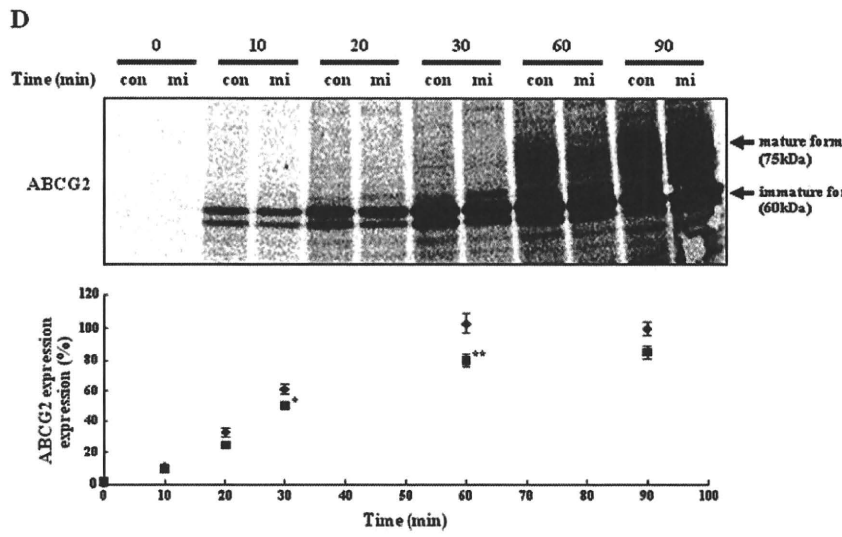 D
0 10 20 30 60 90
Time (min) con mi con mi con mi con mi con mi con mi
ABCG2
mature form
(75kDa)
immature for
(60kDa)
120
100
80
60
40
20
0
ABCG2 expression
expression (%)
*
**
0 10 20 30 40 50 60 70 80 90 100
Time (min)